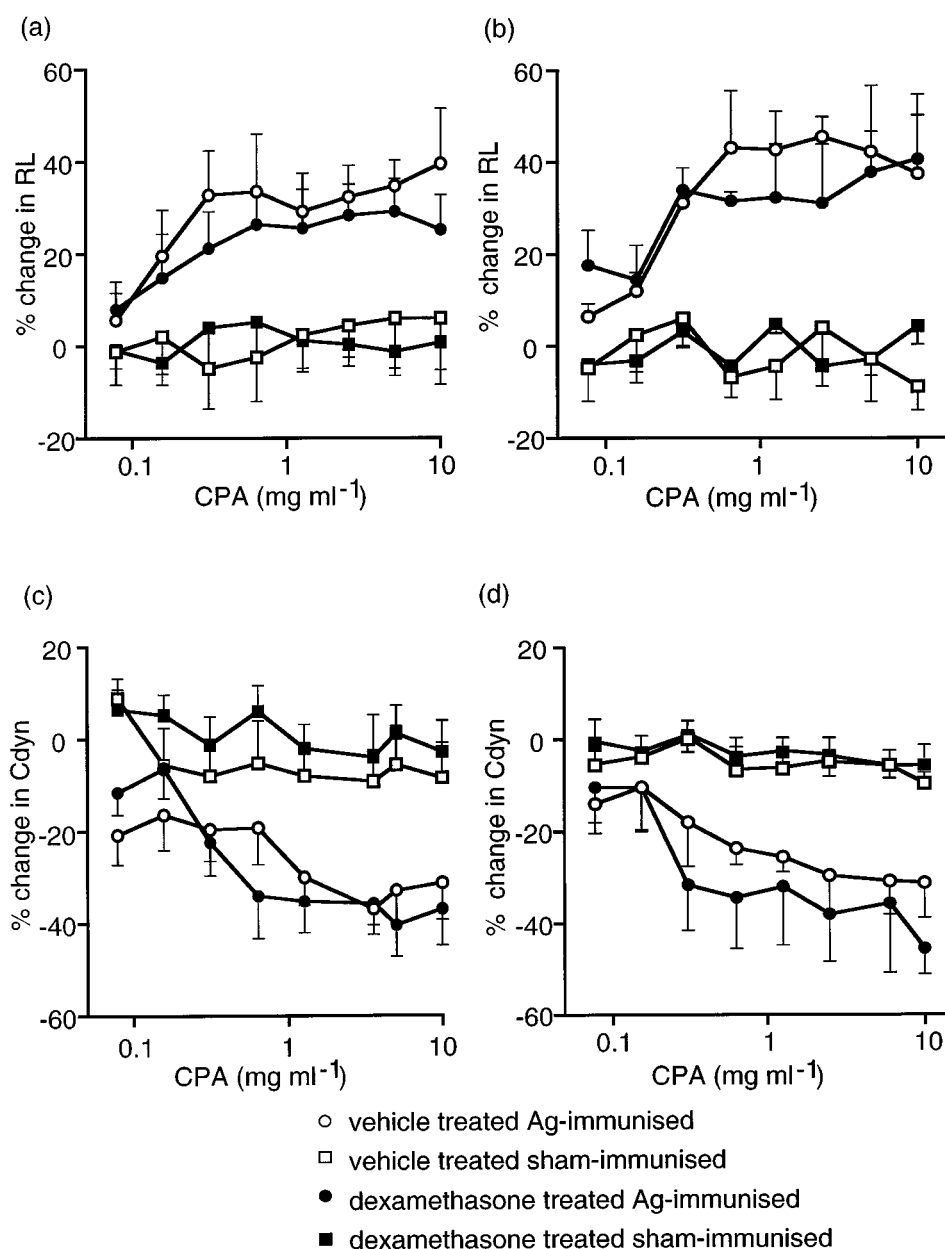 (a)
60
40
20
0
-20
% change in RL
0.1 1 10
CPA (mg ml-1)
(b)
60
40
20
0
-20
% change in RL
0.1 1 10
CPA (mg ml-1)
(c)
20
0
-20
-40
-60
% change in Cdyn
0.1 1 10
CPA (mg ml-1)
(d)
20
0
-20
-40
-60
% change in Cdyn
0.1 1 10
CPA (mg ml-1)
vehicle treated Ag-immunised
vehicle treated sham-immunised
dexamethasone treated Ag-immunised
dexamethasone treated sham-immunised